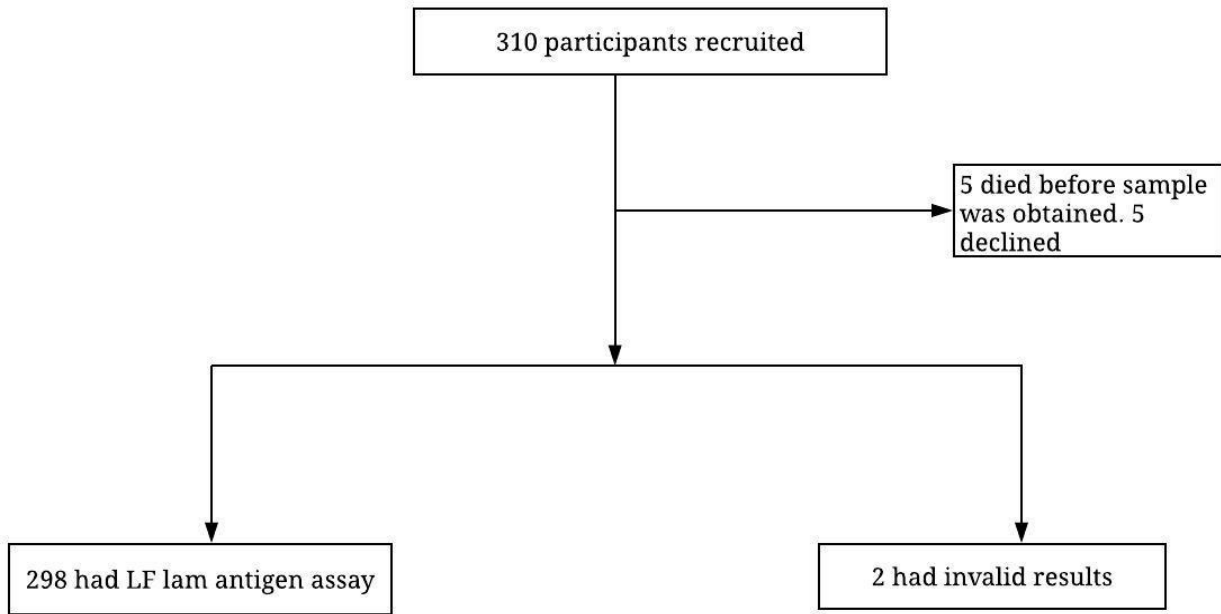 310 participants recruited
5 died before sample
was obtained. 5
declined
298 had LF lam antigen assay
2 had invalid results